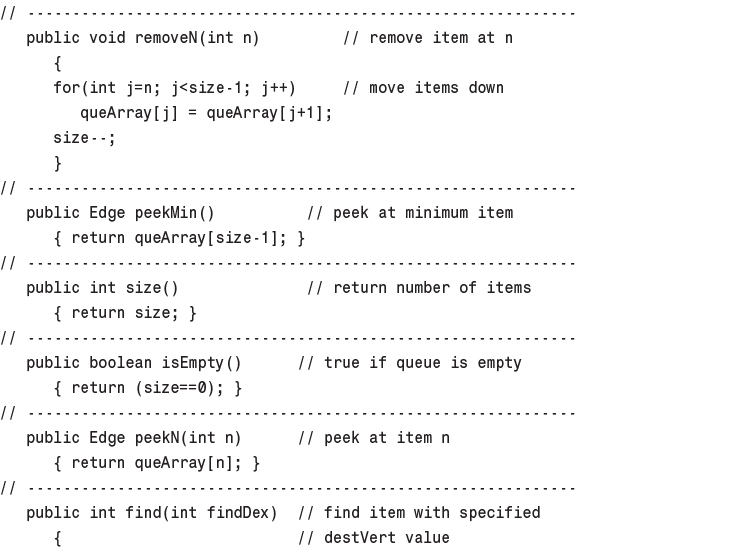 // -------------------------------------------------------------
public void removeN(int n)         // remove item at n
{
for(int j=n; j<size-1; j++)     // move items down
queArray[j] = queArray[j+1];
size--;
}
// -------------------------------------------------------------
public Edge peekMin()          // peek at minimum item
{ return queArray[size-1]; }
// -------------------------------------------------------------
public int size()              // return number of items
{ return size; }
// -------------------------------------------------------------
public boolean isEmpty()      // true if queue is empty
{ return (size==0); }
// -------------------------------------------------------------
public Edge peekN(int n)      // peek at item n
{ return queArray[n]; }
// -------------------------------------------------------------
public int find(int findDex)  // find item with specified
{                          // destVert value